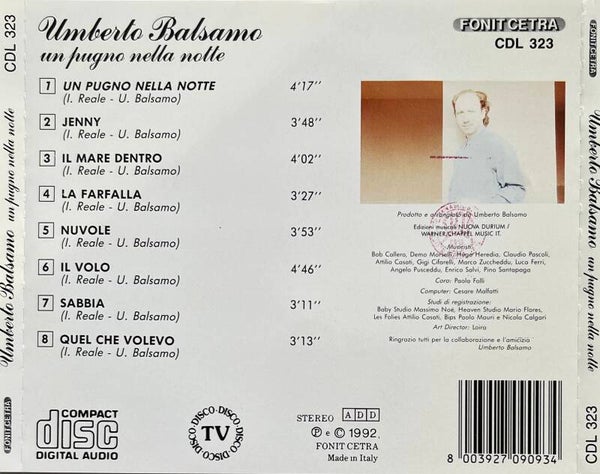 Umberto Balsamo
un pugno nella notte
FONIT CETRA
CDL 323
1 UN PUGNO NELLA NOTTE 4'17''
(I. Reale - U. Balsamo)
2 JENNY 3'48''
(I. Reale - U. Balsamo)
3 IL MARE DENTRO 4'02''
(I. Reale - U. Balsamo)
4 LA FARFALLA 3'27''
(I. Reale - U. Balsamo)
5 NUVOLE 3'53''
(I. Reale - U. Balsamo)
6 IL VOLO 4'46''
(I. Reale - U. Balsamo)
7 SABBIA 3'11''
(I. Reale - U. Balsamo)
8 QUEL CHE VOLEVO 3'13''
(I. Reale - U. Balsamo)
Prodotto e arrangiato da Umberto Balsamo
Edizioni musicali NUOVA DURIUM /
WARNER CHAPPEL MUSIC IT.
Musicisti:
Bob Callero, Demo Morselli, Hugo Heredia, Claudio Pascoli,
Attilio Casati, Gigi Cifarelli, Marco Zuccheddu, Luca Ferri,
Angelo Pusceddu, Enrico Salvi, Pino Santapaga
Coro: Paola Folli
Computer: Cesare Malfatti
Studi di registrazione:
Baby Studio Massimo Noé, Heaven Studio Mario Flores,
Les Folies Attilio Casati, Bips Paolo Mauri e Nicola Calgari
Art Director: Loira
Ringrazio tutti per la collaborazione e l'amicizia
Umberto Balsamo
COMPACT
disc
DIGITAL AUDIO
DISCO·DISCO·DISCO·DISCO
TV
STEREO ADD
Ⓟ e © 1992,
FONIT CETRA
Made in Italy
8 003927 090934
CDL 323
Umberto Balsamo un pugno nella notte
FONIT CETRA
FONIT CETRA
Umberto Balsamo un pugno nella notte
CDL 323